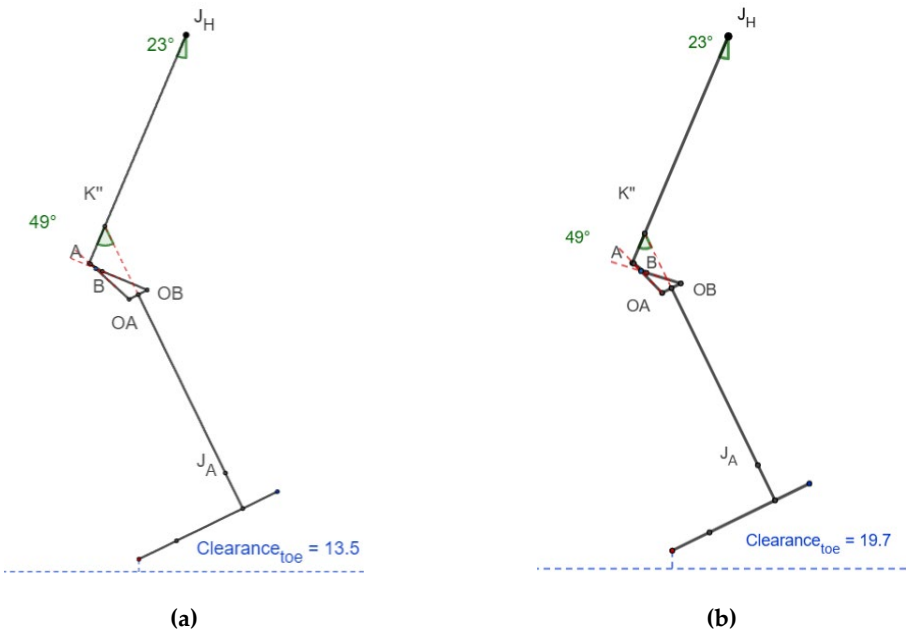 J_H
23°
K"
49°
A
B
OB
OA
J_A
Clearance_toe = 13.5
(a)
J_H
23°
K"
49°
A
B
OB
OA
J_A
Clearance_toe = 19.7
(b)